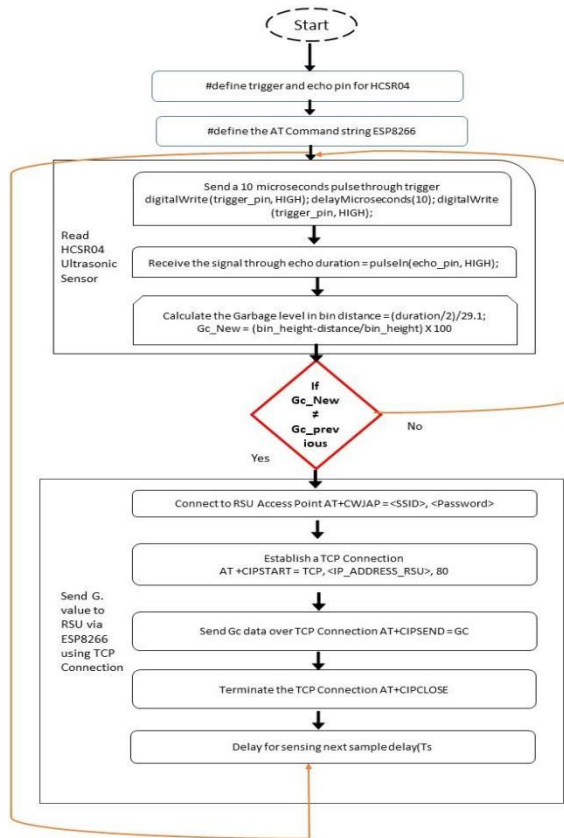 Start
#define trigger and echo pin for HCSR04
#define the AT Command string ESP8266
Read
HCSR04
Ultrasonic
Sensor
Send a 10 microseconds pulse through trigger
digitalWrite (trigger_pin, HIGH); delayMicroseconds(10); digitalWrite
(trigger_pin, HIGH);
Receive the signal through echo duration = pulseIn(echo_pin, HIGH);
Calculate the Garbage level in bin distance = (duration/2)/29.1;
Gc_New = (bin_height-distance/bin_height) X 100
If
Gc_New
≠
Gc_prev
ious
No
Yes
Send G.
value to
RSU via
ESP8266
using TCP
Connection
Connect to RSU Access Point AT+CWJAP = <SSID>, <Password>
Establish a TCP Connection
AT +CIPSTART = TCP, <IP_ADDRESS_RSU>, 80
Send Gc data over TCP Connection AT+CIPSEND = GC
Terminate the TCP Connection AT+CIPCLOSE
Delay for sensing next sample delay(Ts